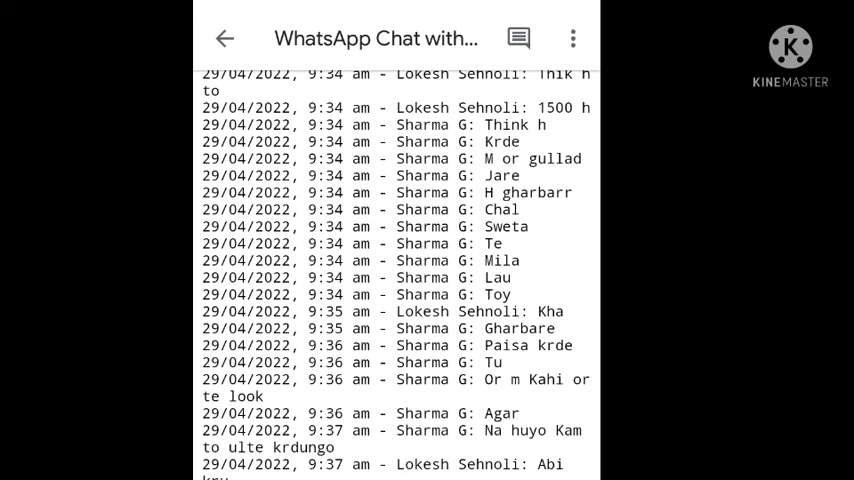 WhatsApp Chat with...
K
KINEMASTER
29/04/2022, 9:34 am - Lokesh Sehnoli: Thik h
to
29/04/2022, 9:34 am - Lokesh Sehnoli: 1500 h
29/04/2022, 9:34 am - Sharma G: Think h
29/04/2022, 9:34 am - Sharma G: Krde
29/04/2022, 9:34 am - Sharma G: M or gullad
29/04/2022, 9:34 am - Sharma G: Jare
29/04/2022, 9:34 am - Sharma G: H gharbarr
29/04/2022, 9:34 am - Sharma G: Chal
29/04/2022, 9:34 am - Sharma G: Sweta
29/04/2022, 9:34 am - Sharma G: Te
29/04/2022, 9:34 am - Sharma G: Mila
29/04/2022, 9:34 am - Sharma G: Lau
29/04/2022, 9:34 am - Sharma G: Toy
29/04/2022, 9:35 am - Lokesh Sehnoli: Kha
29/04/2022, 9:35 am - Sharma G: Gharbare
29/04/2022, 9:36 am - Sharma G: Paisa krde
29/04/2022, 9:36 am - Sharma G: Tu
29/04/2022, 9:36 am - Sharma G: Or m Kahi or
te look
29/04/2022, 9:36 am - Sharma G: Agar
29/04/2022, 9:37 am - Sharma G: Na huyo Kam
to ulte krdungo
29/04/2022, 9:37 am - Lokesh Sehnoli: Abi